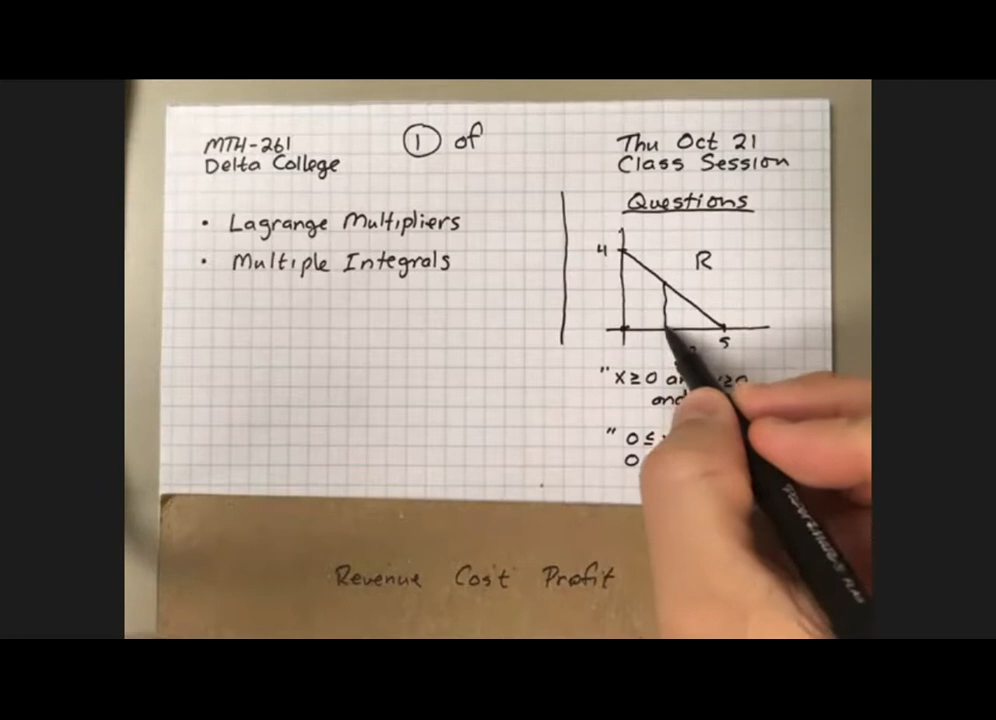 MTH-261
Delta College
① of
Thu Oct 21
Class Session
• Lagrange Multipliers
• Multiple Integrals
Questions
4
R
5
"x≥0
and
" 0≤
0
Revenue Cost Profit